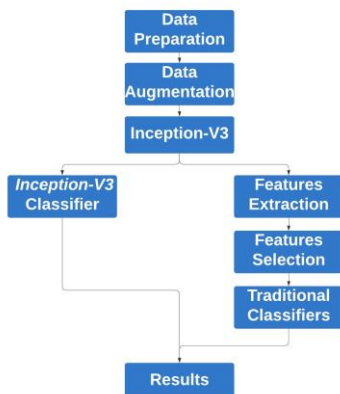 Data
Preparation
Data
Augmentation
Inception-V3
Inception-V3
Classifier
Features
Extraction
Features
Selection
Traditional
Classifiers
Results